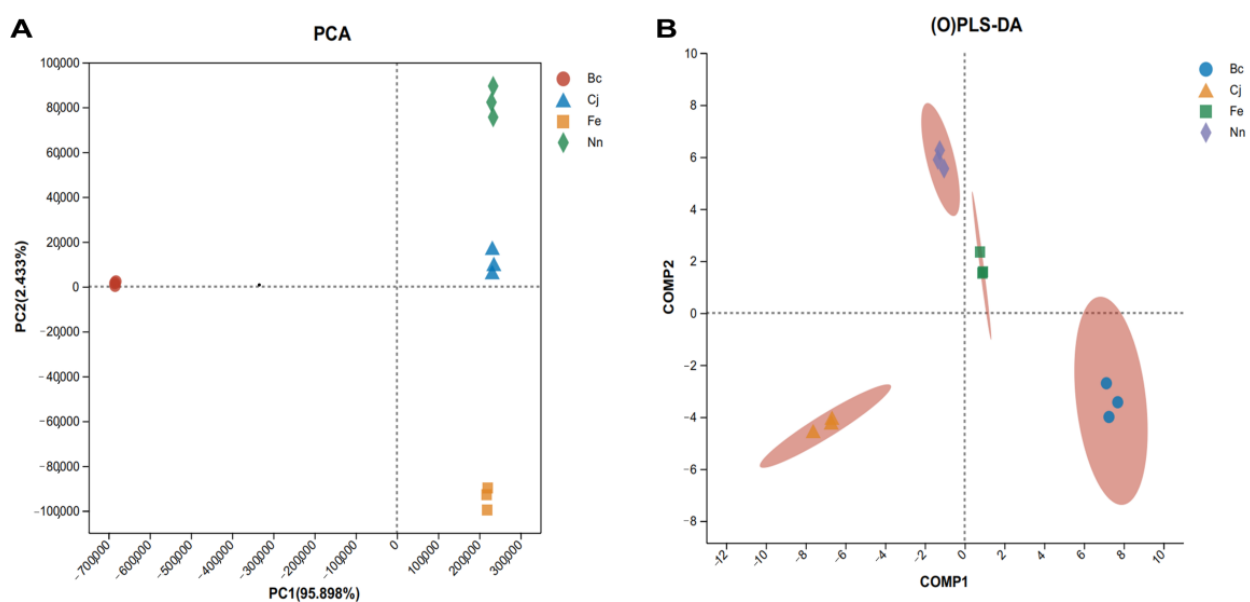 A
PCA
100000
80000
60000
40000
20000
0
−20000
−40000
−60000
−80000
−100000
PC2(2.433%)
−700000
−600000
−500000
−400000
−300000
−200000
−100000
0
100000
200000
300000
PC1(95.898%)
Bc
Cj
Fe
Nn
B
(O)PLS-DA
10
8
6
4
2
0
−2
−4
−6
−8
COMP2
−12
−10
−8
−6
−4
−2
0
2
4
6
8
10
COMP1
Bc
Cj
Fe
Nn